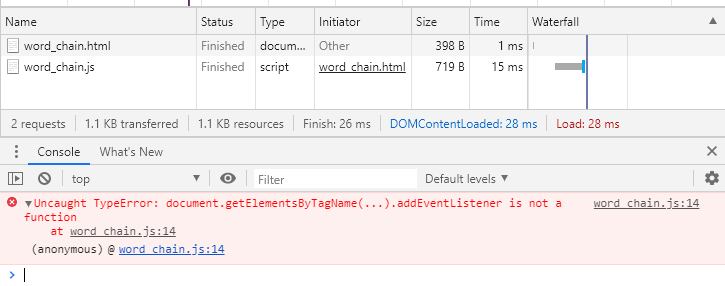 Name Status Type Initiator Size Time Waterfall
word_chain.html Finished docum... Other 398 B 1 ms
word_chain.js Finished script word_chain.html 719 B 15 ms
2 requests 1.1 KB transferred 1.1 KB resources Finish: 26 ms DOMContentLoaded: 28 ms Load: 28 ms
Console What's New
top Filter Default levels
Uncaught TypeError: document.getElementsByTagName(...).addEventListener is not a word_chain.js:14
function
at word_chain.js:14
(anonymous) @ word_chain.js:14